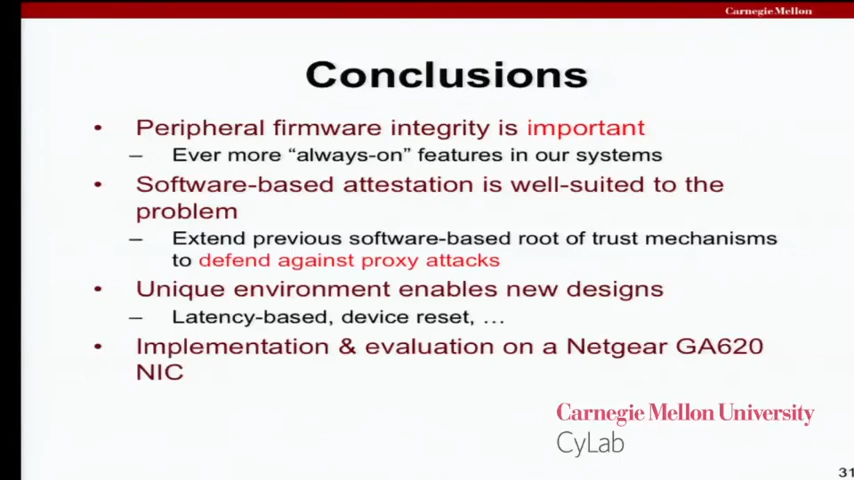 Carnegie Mellon
Conclusions
• Peripheral firmware integrity is important
– Ever more “always-on” features in our systems
• Software-based attestation is well-suited to the
problem
– Extend previous software-based root of trust mechanisms
to defend against proxy attacks
• Unique environment enables new designs
– Latency-based, device reset, …
• Implementation & evaluation on a Netgear GA620
NIC
Carnegie Mellon University
CyLab
31